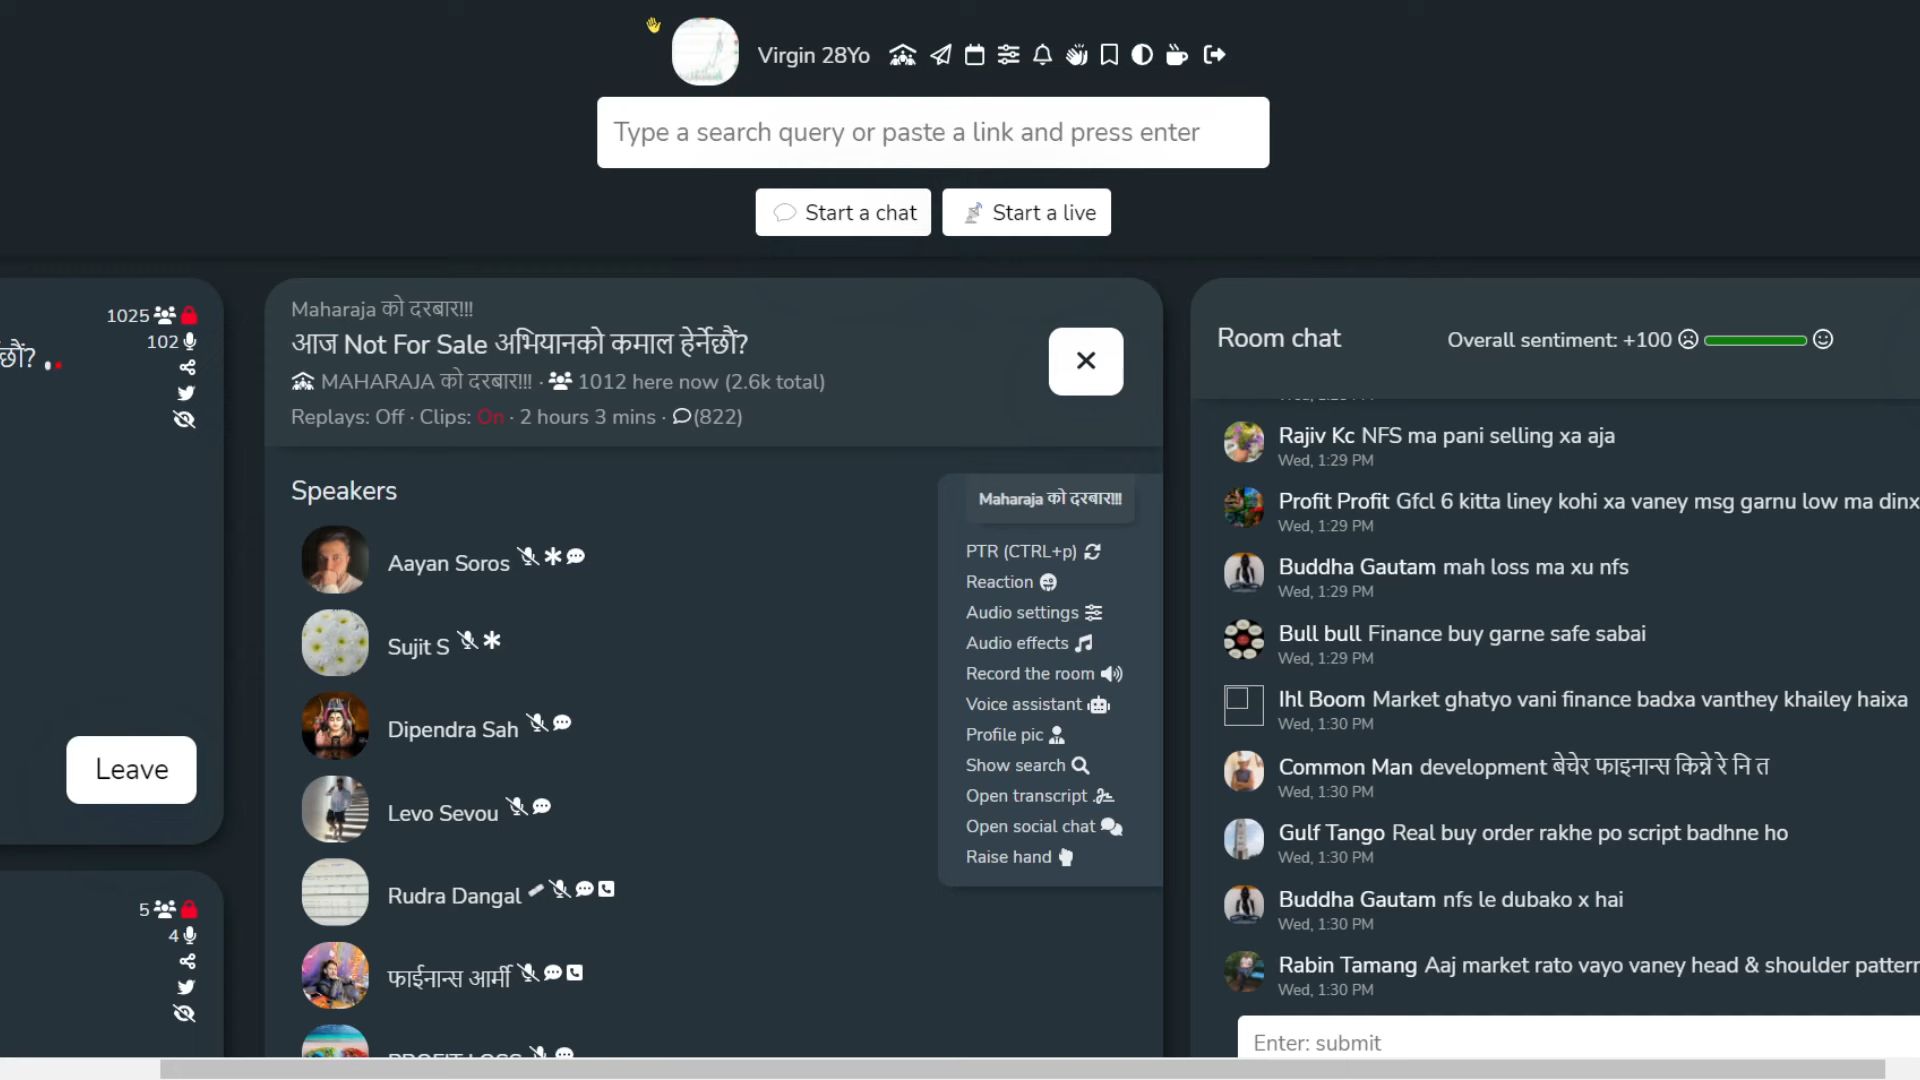 Virgin 28Yo
Type a search query or paste a link and press enter
Start a chat
Start a live
1025
102
छौं?
Leave
5
4
Maharaja को दरबार!!!
आज Not For Sale अभियानको कमाल हेर्नेछौं?
MAHARAJA को दरबार!!! · 1012 here now (2.6k total)
Replays: Off · Clips: On · 2 hours 3 mins · (822)
Speakers
Aayan Soros
Sujit S
Dipendra Sah
Levo Sevou
Rudra Dangal
फाईनान्स आर्मी
PROFIT LOSS
Maharaja को दरबार!!!
PTR (CTRL+p)
Reaction
Audio settings
Audio effects
Record the room
Voice assistant
Profile pic
Show search
Open transcript
Open social chat
Raise hand
Room chat
Overall sentiment: +100
Rajiv Kc NFS ma pani selling xa aja
Wed, 1:29 PM
Profit Profit Gfcl 6 kitta liney kohi xa vaney msg garnu low ma dinx
Wed, 1:29 PM
Buddha Gautam mah loss ma xu nfs
Wed, 1:29 PM
Bull bull Finance buy garne safe sabai
Wed, 1:29 PM
Ihl Boom Market ghatyo vani finance badxa vanthey khailey haixa
Wed, 1:30 PM
Common Man development बेचेर फाइनान्स किन्ने रे नि त
Wed, 1:30 PM
Gulf Tango Real buy order rakhe po script badhne ho
Wed, 1:30 PM
Buddha Gautam nfs le dubako x hai
Wed, 1:30 PM
Rabin Tamang Aaj market rato vayo vaney head & shoulder pattern
Wed, 1:30 PM
Enter: submit